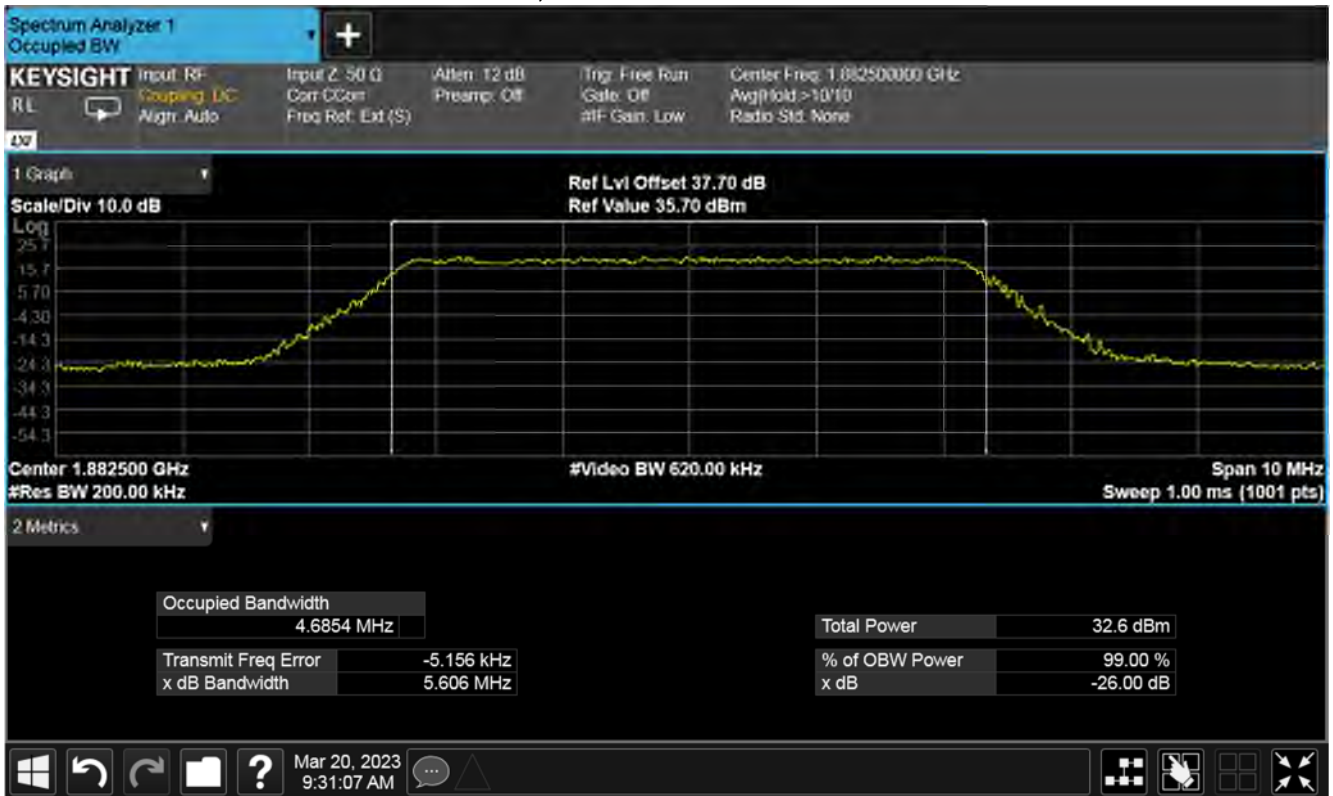 Spectrum Analyzer 1
Occupied BW
KEYSIGHT
RL
Input: RF
Coupling: DC
Align: Auto
Input Z: 50 Ω
Corr CCorr
Freq Ref: Ext (S)
Atten: 12 dB
Preamp: Off
Trig: Free Run
Gate: Off
#IF Gain: Low
Center Freq: 1.882500000 GHz
Avg|Hold:>10/10
Radio Std: None
1 Graph
Scale/Div 10.0 dB
Ref Lvl Offset 37.70 dB
Ref Value 35.70 dBm
Log
25.7
15.7
5.70
-4.30
-14.3
-24.3
-34.3
-44.3
-54.3
Center 1.882500 GHz
#Res BW 200.00 kHz
#Video BW 620.00 kHz
Span 10 MHz
Sweep 1.00 ms (1001 pts)
2 Metrics
Occupied Bandwidth
4.6854 MHz
Transmit Freq Error -5.156 kHz
x dB Bandwidth 5.606 MHz
Total Power 32.6 dBm
% of OBW Power 99.00 %
x dB -26.00 dB
?
Mar 20, 2023
9:31:07 AM